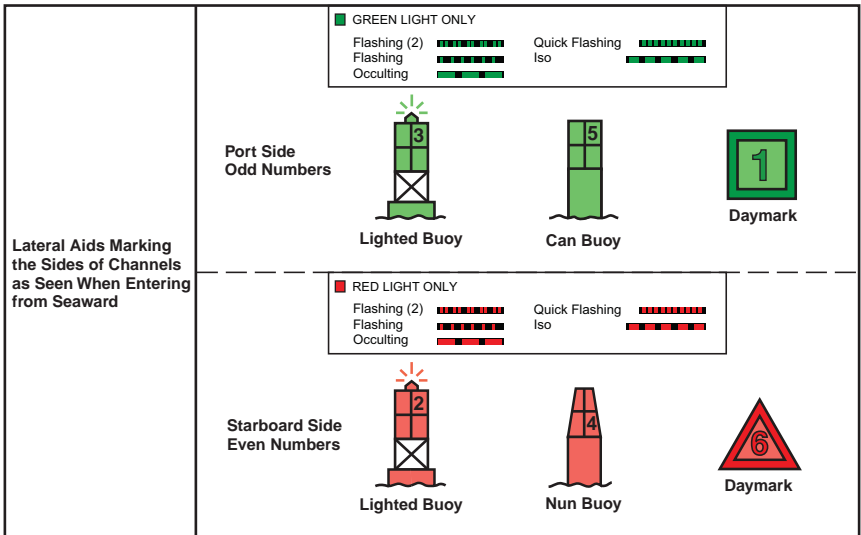 GREEN LIGHT ONLY
Flashing (2)
Quick Flashing
Flashing
Iso
Occulting
Port Side
Odd Numbers
3
5
1
Lighted Buoy
Can Buoy
Daymark
Lateral Aids Marking
the Sides of Channels
as Seen When Entering
from Seaward
RED LIGHT ONLY
Flashing (2)
Quick Flashing
Flashing
Iso
Occulting
Starboard Side
Even Numbers
2
4
6
Lighted Buoy
Nun Buoy
Daymark